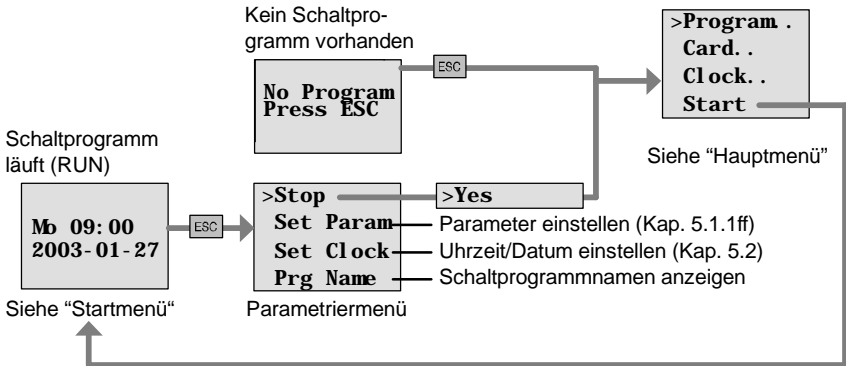 Kein Schaltpro-
gramm vorhanden
No Program
Press ESC
ESC
>Program..
Card..
Clock..
Start
Siehe “Hauptmenü”
Schaltprogramm
läuft (RUN)
Mo 09:00
2003-01-27
Siehe “Startmenü“
ESC
>Stop
Set Param
Set Clock
Prg Name
Parametriermenü
>Yes
Parameter einstellen (Kap. 5.1.1ff)
Uhrzeit/Datum einstellen (Kap. 5.2)
Schaltprogrammnamen anzeigen